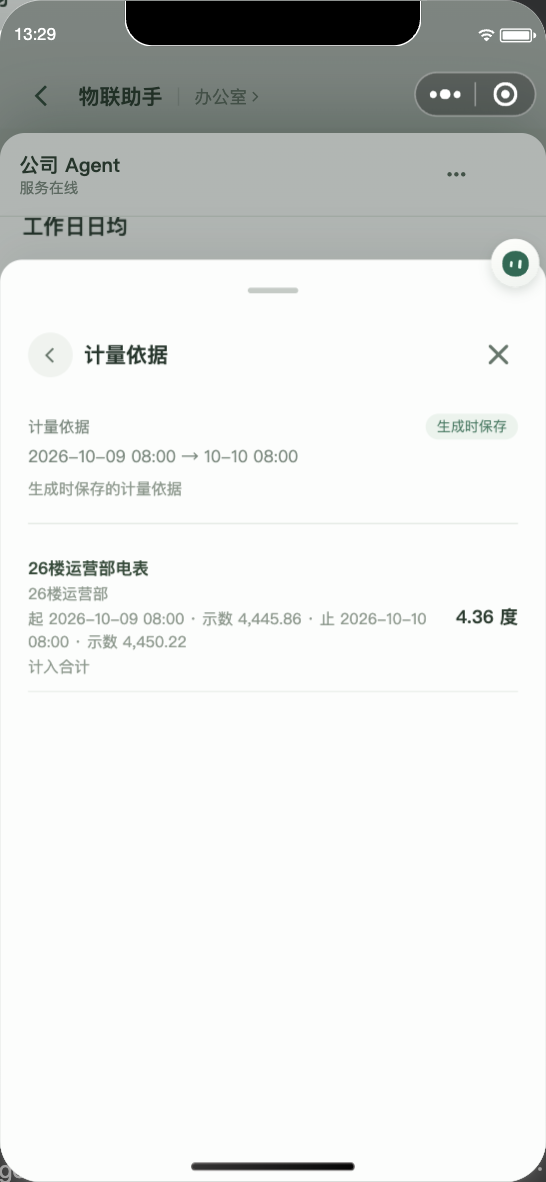 13:29
物联助手 办公室
公司 Agent
服务在线
工作日日均
计量依据
计量依据 生成时保存
2026-10-09 08:00 → 10-10 08:00
生成时保存的计量依据
26楼运营部电表
26楼运营部
起 2026-10-09 08:00 · 示数 4,445.86 · 止 2026-10-10
08:00 · 示数 4,450.22
4.36 度
计入合计